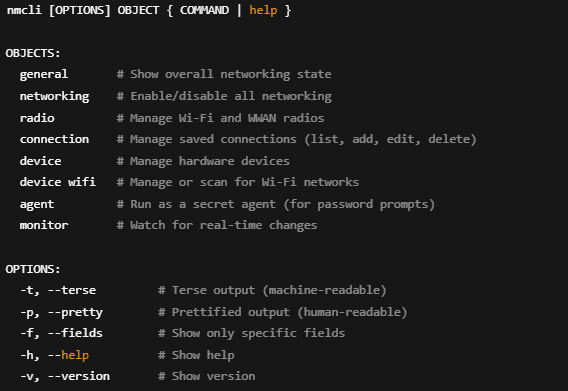 nmcli [OPTIONS] OBJECT { COMMAND | help }
OBJECTS:
general # Show overall networking state
networking # Enable/disable all networking
radio # Manage Wi-Fi and WWAN radios
connection # Manage saved connections (list, add, edit, delete)
device # Manage hardware devices
device wifi # Manage or scan for Wi-Fi networks
agent # Run as a secret agent (for password prompts)
monitor # Watch for real-time changes
OPTIONS:
-t, --terse # Terse output (machine-readable)
-p, --pretty # Prettified output (human-readable)
-f, --fields # Show only specific fields
-h, --help # Show help
-v, --version # Show version